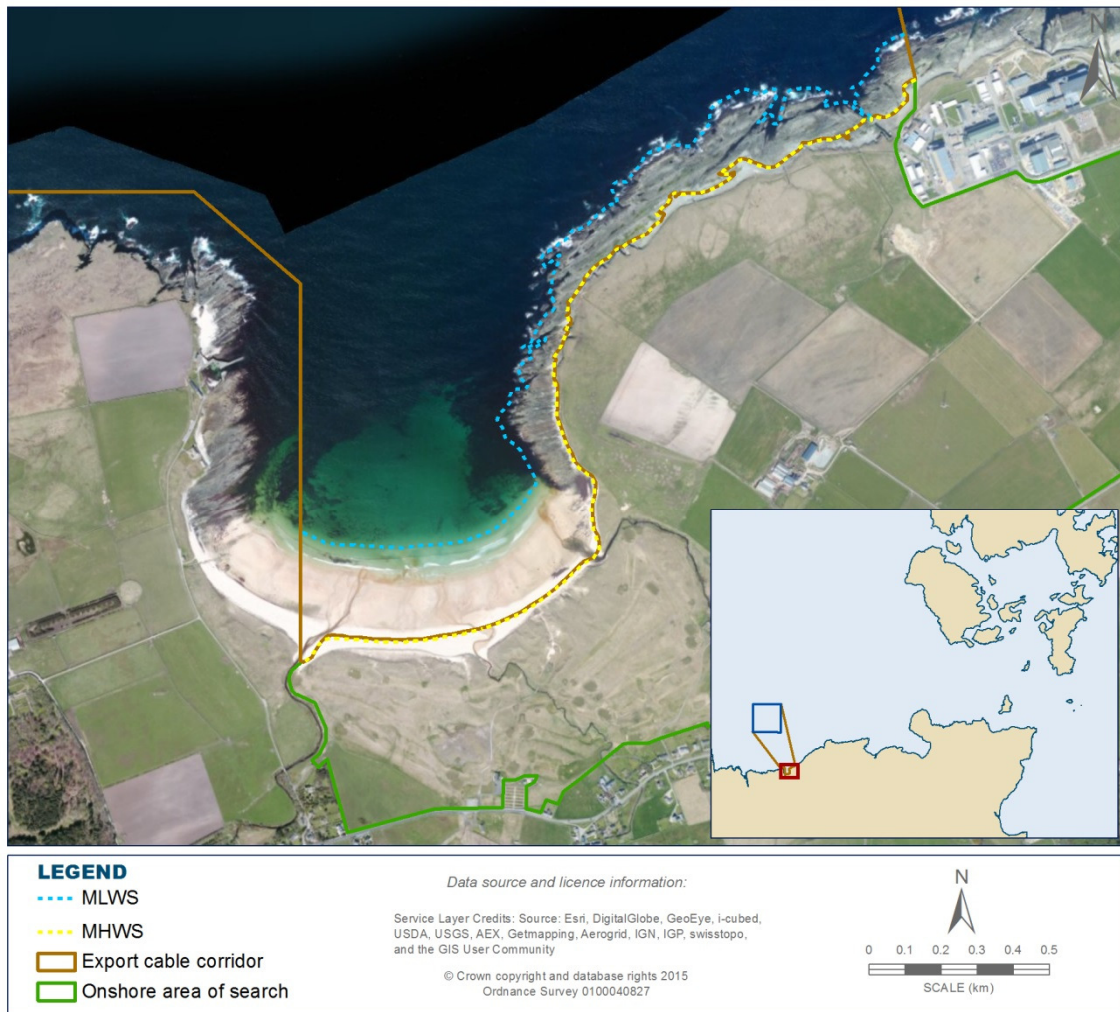 N
LEGEND
MLWS
MHWS
Export cable corridor
Onshore area of search
Data source and licence information:
Service Layer Credits: Source: Esri, DigitalGlobe, GeoEye, i-cubed,
USDA, USGS, AEX, Getmapping, Aerogrid, IGN, IGP, swisstopo,
and the GIS User Community
© Crown copyright and database rights 2015
Ordnance Survey 0100040827
N
0 0.1 0.2 0.3 0.4 0.5
SCALE (km)